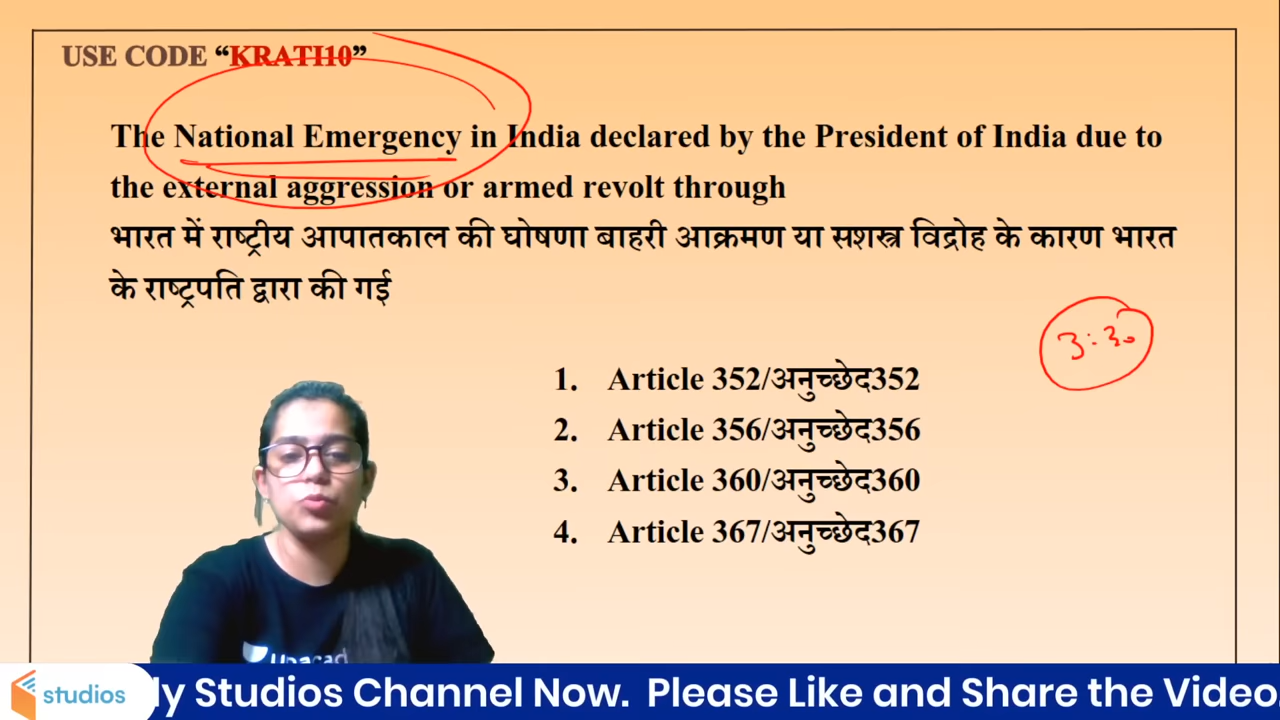 USE CODE “KRATI10”
The National Emergency in India declared by the President of India due to
the external aggression or armed revolt through
भारत में राष्ट्रीय आपातकाल की घोषणा बाहरी आक्रमण या सशस्त्र विद्रोह के कारण भारत
के राष्ट्रपति द्वारा की गई
3:30
1. Article 352/अनुच्छेद352
2. Article 356/अनुच्छेद356
3. Article 360/अनुच्छेद360
4. Article 367/अनुच्छेद367
studios
ly Studios Channel Now. Please Like and Share the Video,